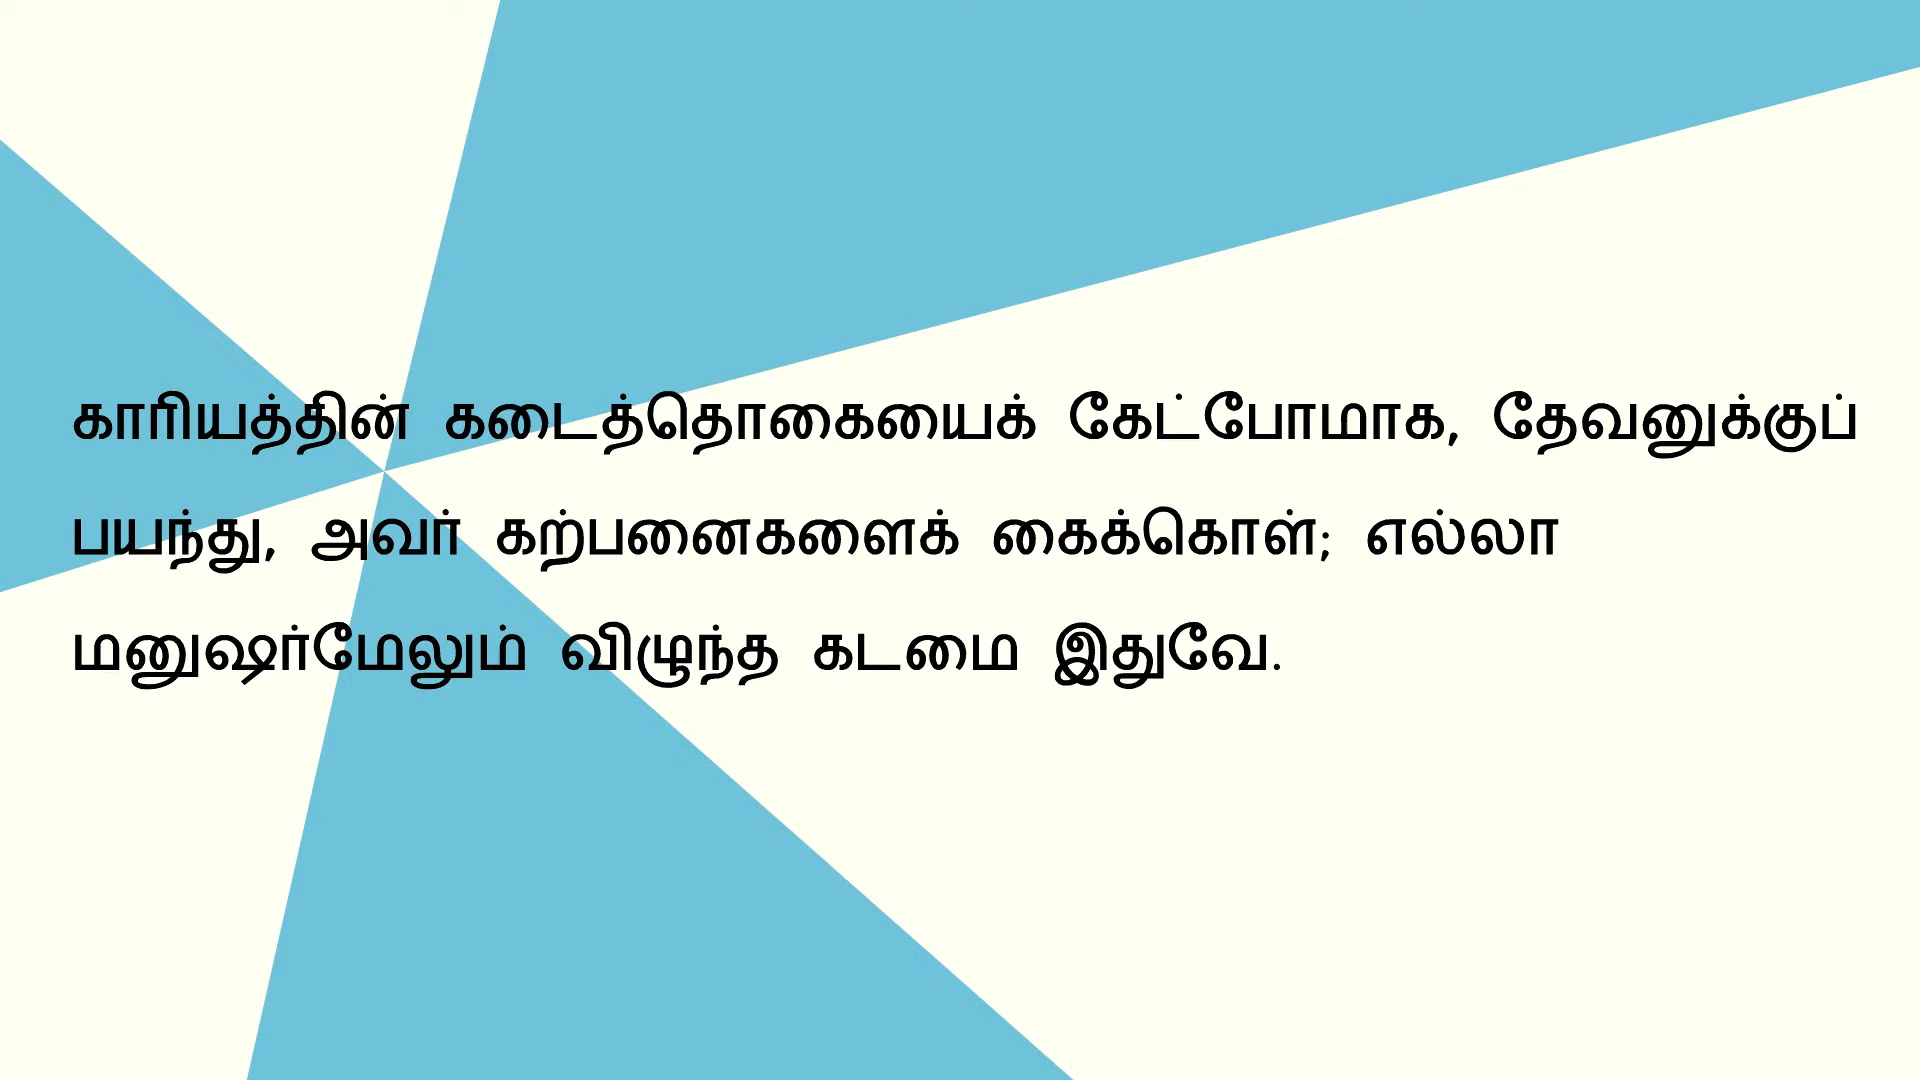 காரியத்தின் கடைத்தொகையைக் கேட்போமாக, தேவனுக்குப்
பயந்து, அவர் கற்பனைகளைக் கைக்கொள்; எல்லா
மனுஷர்மேலும் விழுந்த கடமை இதுவே.